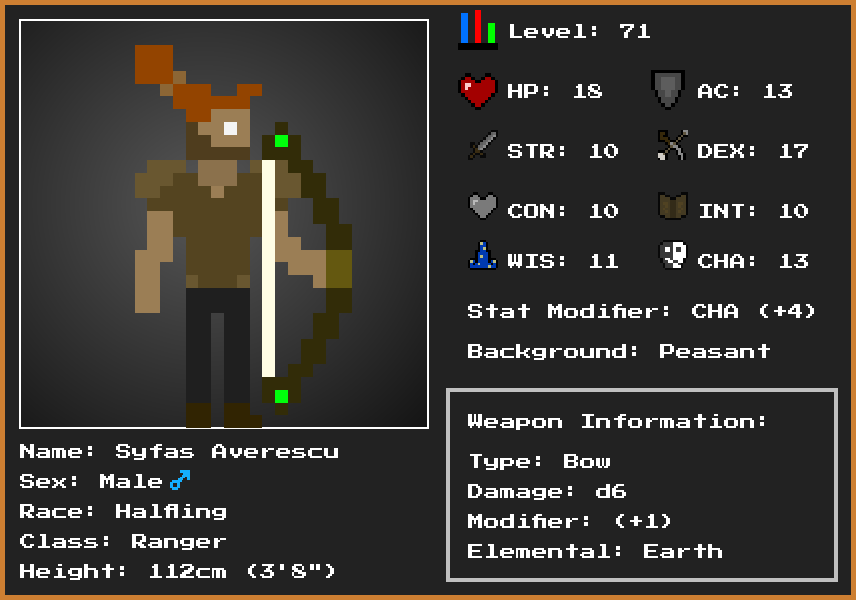 Level: 71
HP: 18
AC: 13
STR: 10
DEX: 17
CON: 10
INT: 10
WIS: 11
CHA: 13
Stat Modifier: CHA (+4)
Background: Peasant
Weapon Information:
Type: Bow
Damage: d6
Modifier: (+1)
Elemental: Earth
Name: Syfas Averescu
Sex: Male♂
Race: Halfling
Class: Ranger
Height: 112cm (3'8")